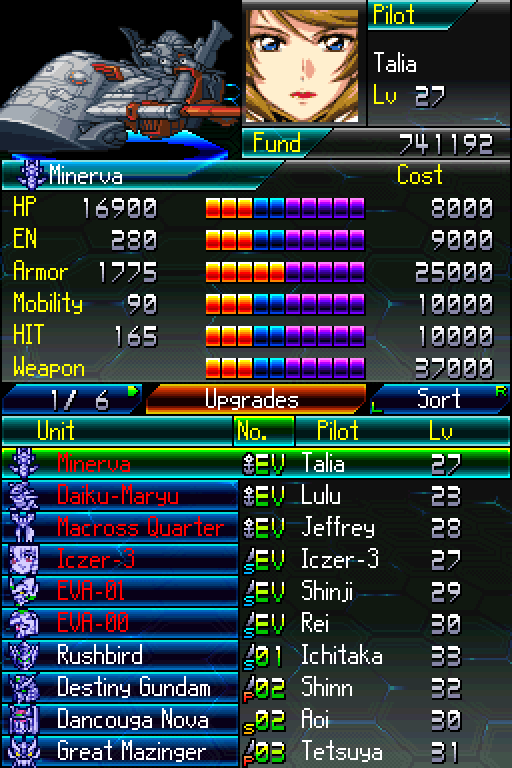 Pilot
Talia
Lv 27
Fund 741192
Minerva Cost
HP 16900 8000
EN 280 9000
Armor 1775 25000
Mobility 90 10000
HIT 165 10000
Weapon 37000
1/ 6 Upgrades L Sort R
Unit No. Pilot Lv
Minerva EV Talia 27
Daiku-Maryu EV Lulu 23
Macross Quarter EV Jeffrey 28
Iczer-3 S EV Iczer-3 27
EVA-01 S EV Shinji 29
EVA-00 S EV Rei 30
Rushbird S 01 Ichitaka 33
Destiny Gundam P 02 Shinn 32
Dancouga Nova S 02 Aoi 30
Great Mazinger P 03 Tetsuya 31